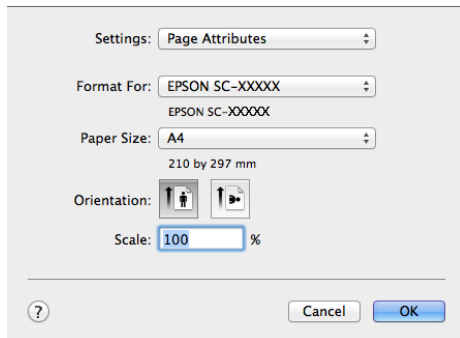 Settings: Page Attributes
Format For: EPSON SC-XXXXX
EPSON SC-XXXXX
Paper Size: A4
210 by 297 mm
Orientation:
Scale: 100 %
? Cancel OK